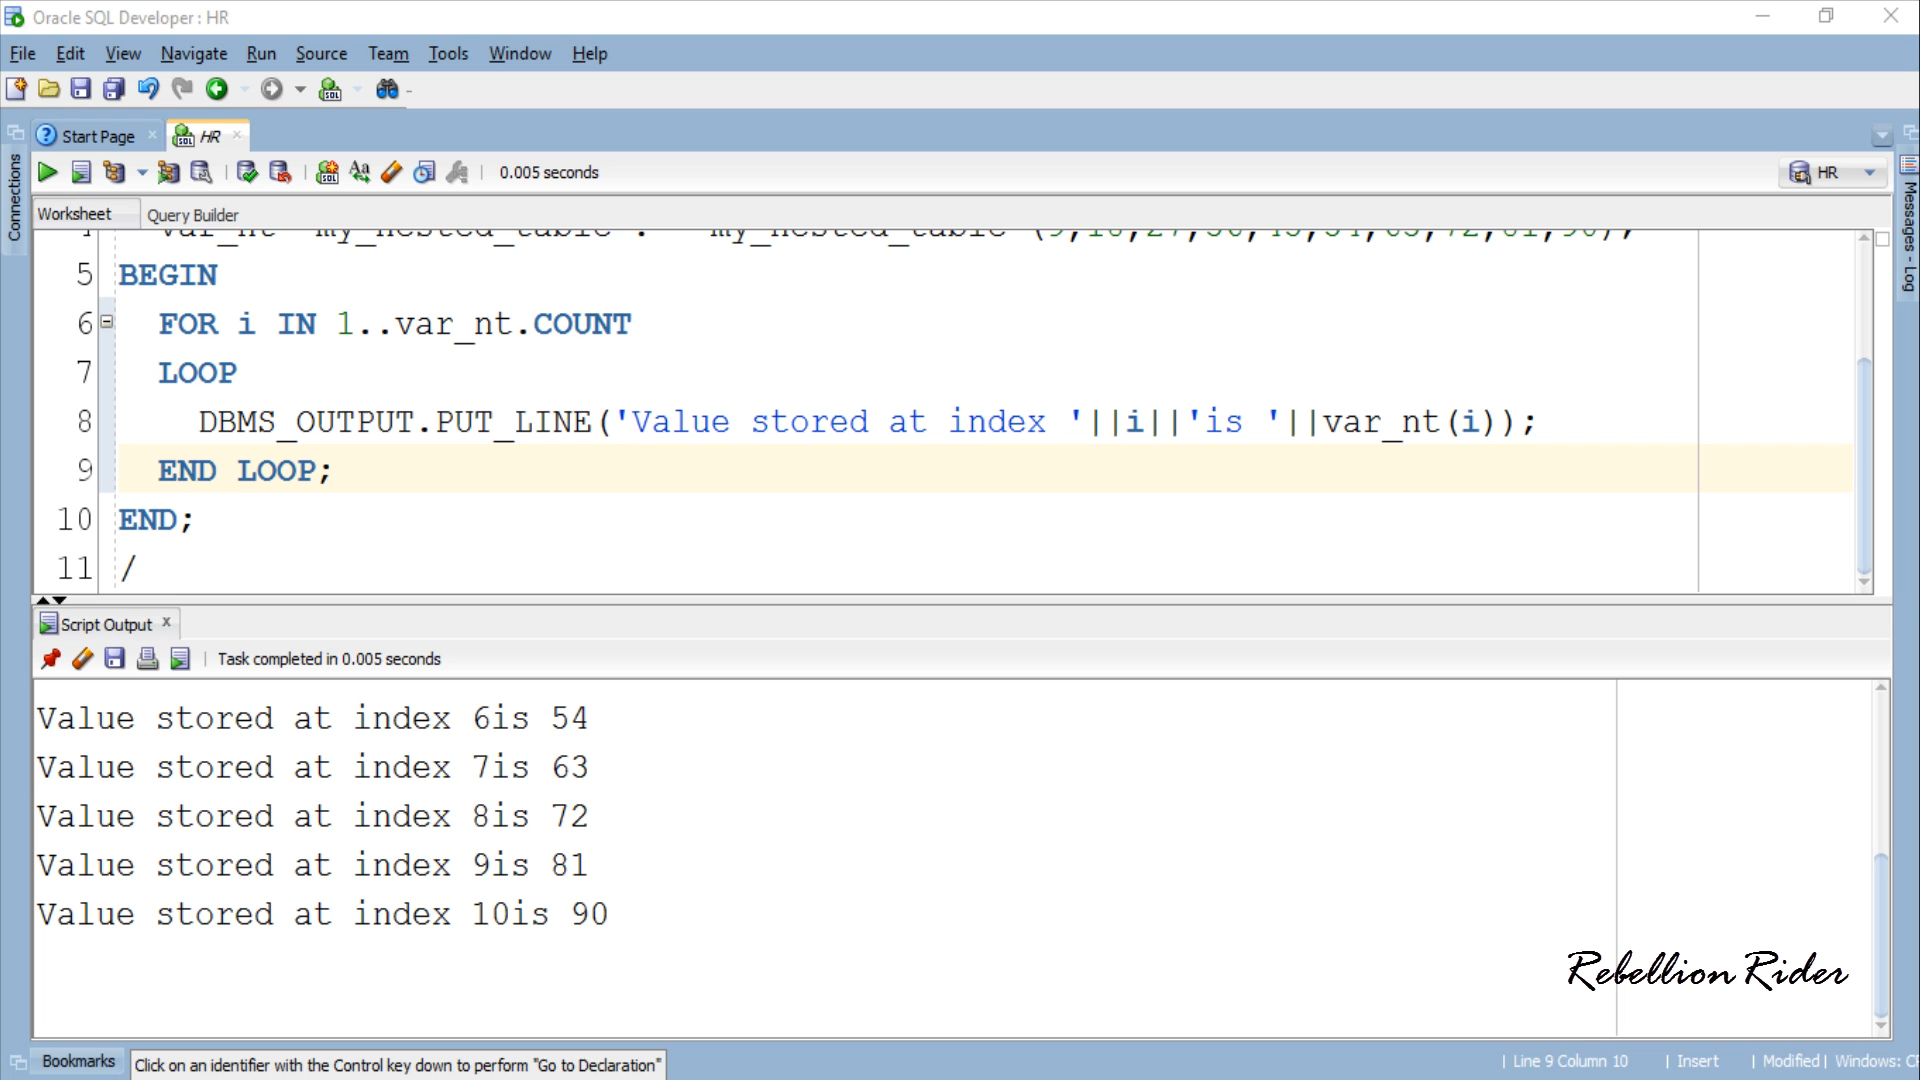 Oracle SQL Developer : HR
File Edit View Navigate Run Source Team Tools Window Help
Start Page HR
0.005 seconds HR
Worksheet Query Builder
5 BEGIN
6 FOR i IN 1..var_nt.COUNT
7 LOOP
8 DBMS_OUTPUT.PUT_LINE('Value stored at index '||i||'is '||var_nt(i));
9 END LOOP;
10 END;
11 /
Script Output
Task completed in 0.005 seconds
Value stored at index 6is 54
Value stored at index 7is 63
Value stored at index 8is 72
Value stored at index 9is 81
Value stored at index 10is 90
Rebellion Rider
Bookmarks Click on an identifier with the Control key down to perform "Go to Declaration"
Line 9 Column 10 | Insert | Modified | Windows:
Connections
Messages - Log